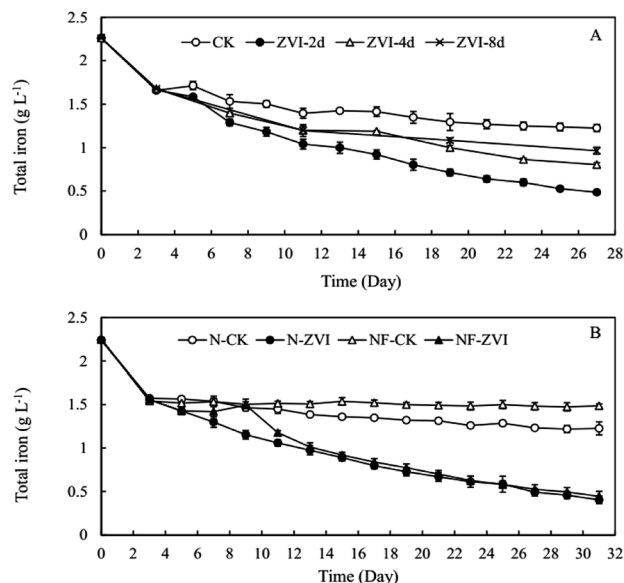 A
CK ZVI-2d ZVI-4d ZVI-8d
Total iron (g L-1)
2.5
2
1.5
1
0.5
0
0 2 4 6 8 10 12 14 16 18 20 22 24 26 28
Time (Day)
B
N-CK N-ZVI NF-CK NF-ZVI
Total iron (g L-1)
2.5
2
1.5
1
0.5
0
0 2 4 6 8 10 12 14 16 18 20 22 24 26 28 30 32
Time (Day)